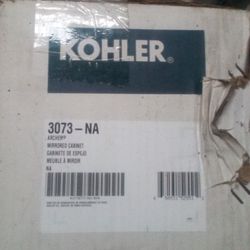 KOHLER®
3073-NA
ARCHER®
MIRRORED CABINET
GABINETE DE ESPEJO
MEUBLE À MIROIR
NA